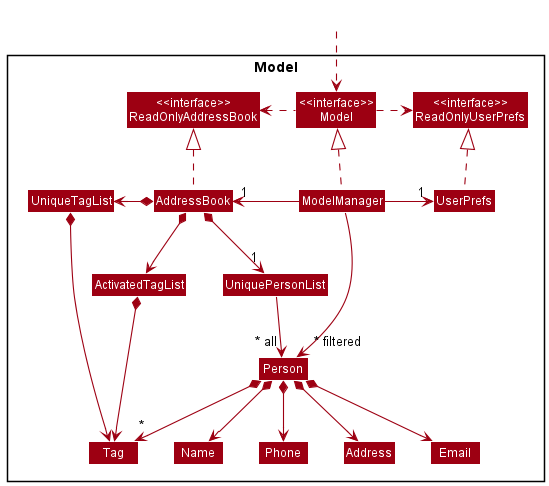 Model
<<interface>>
ReadOnlyAddressBook
<<interface>>
Model
<<interface>>
ReadOnlyUserPrefs
UniqueTagList
AddressBook
1
ModelManager
1
UserPrefs
ActivatedTagList
1
UniquePersonList
* all
* filtered
Person
*
Tag
Name
Phone
Address
Email